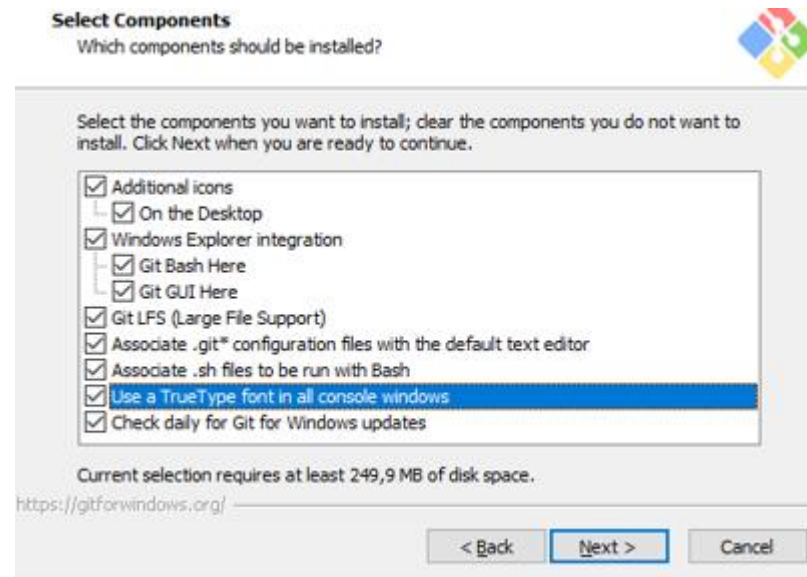 Select Components
Which components should be installed?
Select the components you want to install; clear the components you do not want to
install. Click Next when you are ready to continue.
Additional icons
On the Desktop
Windows Explorer integration
Git Bash Here
Git GUI Here
Git LFS (Large File Support)
Associate .git* configuration files with the default text editor
Associate .sh files to be run with Bash
Use a TrueType font in all console windows
Check daily for Git for Windows updates
Current selection requires at least 249,9 MB of disk space.
https://gitforwindows.org/
< Back
Next >
Cancel